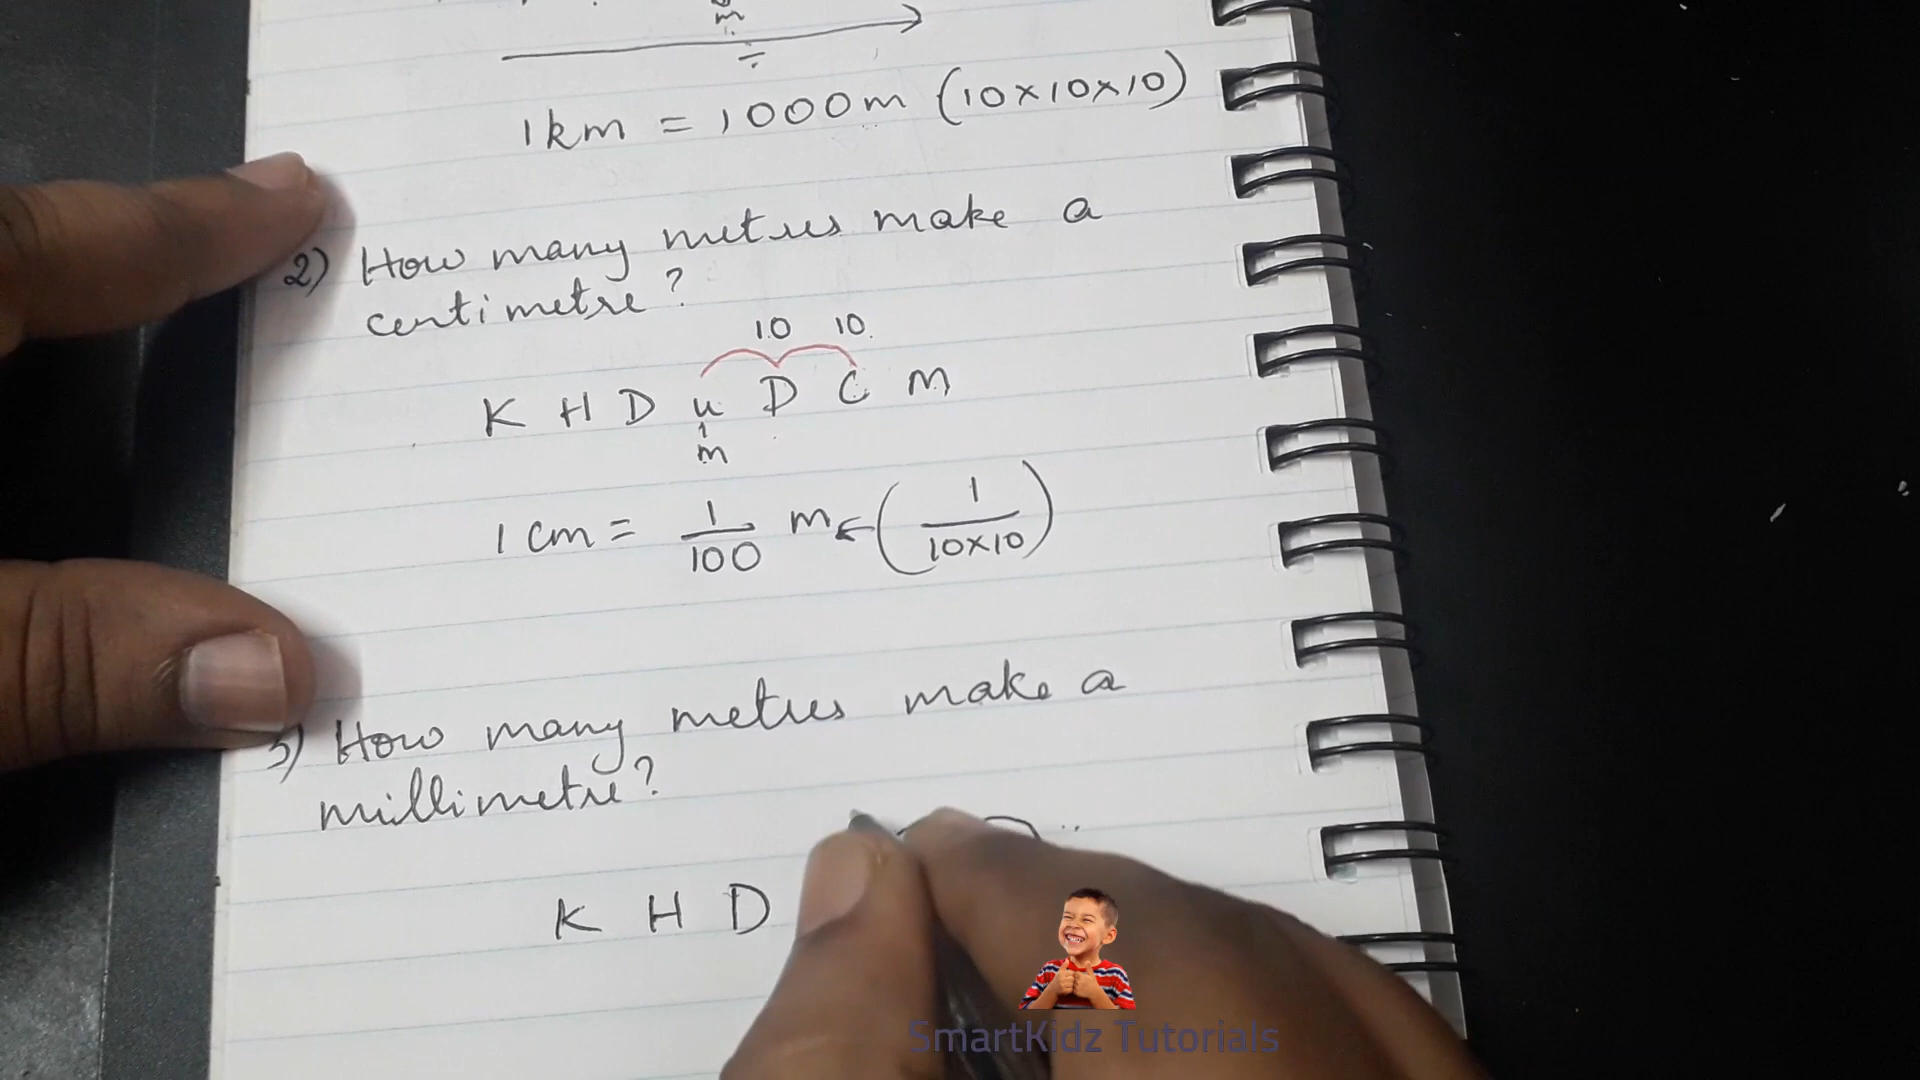 m
÷
1km = 1000m (10×10×10)
2) How many metres make a
centimetre?
10 10
K H D u D C M
m
1 cm = 1/100 m ← (1/10×10)
3) How many metres make a
millimetre?
K H D
SmartKidz Tutorials